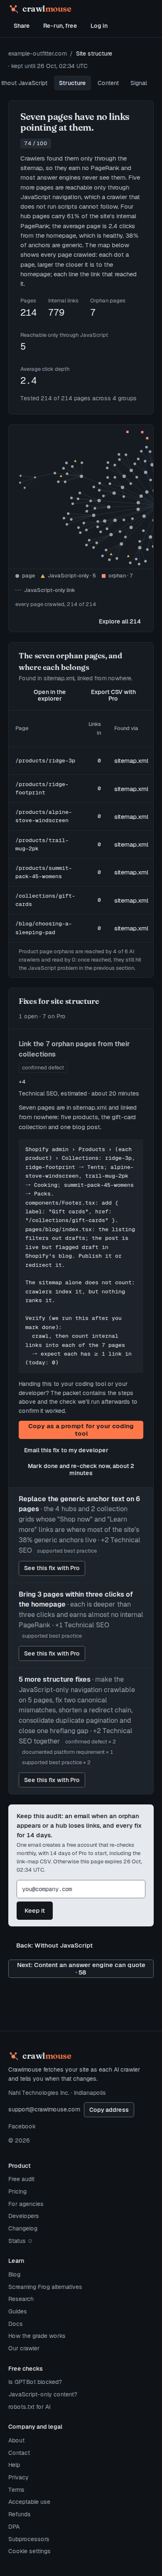 crawlmouse
Share Re-run, free Log in
example-outfitter.com / Site structure
· kept until 26 Oct, 02:34 UTC
thout JavaScript Structure Content Signal
Seven pages have no links
pointing at them.
74 / 100
Crawlers found them only through the
sitemap, so they earn no PageRank and
most answer engines never see them. Five
more pages are reachable only through
JavaScript navigation, which a crawler that
does not run scripts cannot follow. Four
hub pages carry 61% of the site's internal
PageRank; the average page is 2.4 clicks
from the homepage, which is healthy. 38%
of anchors are generic. The map below
shows every page crawled: each dot a
page, larger the closer it is to the
homepage; each line the link that reached
it.
Pages Internal links Orphan pages
214 779 7
Reachable only through JavaScript
5
Average click depth
2.4
Tested 214 of 214 pages across 4 groups
page JavaScript-only · 5 orphan · 7
JavaScript-only link
every page crawled, 214 of 214
Explore all 214
The seven orphan pages, and
where each belongs
Found in sitemap.xml, linked from nowhere.
Open in the
explorer
Export CSV with
Pro
Page Links in Found via
/products/ridge-3p 0 sitemap.xml
/products/ridge-
footprint 0 sitemap.xml
/products/alpine-
stove-windscreen 0 sitemap.xml
/products/trail-
mug-2pk 0 sitemap.xml
/products/summit-
pack-45-womens 0 sitemap.xml
/collections/gift-
cards 0 sitemap.xml
/blog/choosing-a-
sleeping-pad 0 sitemap.xml
Product page orphans are reached by 4 of 6 AI
crawlers and read by 0: once reached, they still hit
the JavaScript problem in the previous section.
Fixes for site structure
1 open · 7 on Pro
Link the 7 orphan pages from their
collections
confirmed defect
+4
Technical SEO, estimated · about 20 minutes
Seven pages are in sitemap.xml and linked
from nowhere: five products, the gift-card
collection and one blog post.
Shopify admin › Products › (each
product) › Collections: ridge-3p,
ridge-footprint → Tents; alpine-
stove-windscreen, trail-mug-2pk
→ Cooking; summit-pack-45-womens
→ Packs.
components/Footer.tsx: add {
label: "Gift cards", href:
"/collections/gift-cards" }.
pages/blog/index.tsx: the listing
filters out drafts; the post is
live but flagged draft in
Shopify's blog. Publish it or
redirect it.
The sitemap alone does not count:
crawlers index it, but nothing
ranks it.
Verify (we run this after you
mark done):
crawl, then count internal
links into each of the 7 pages
→ expect each has ≥ 1 link in
(today: 0)
Handing this to your coding tool or your
developer? The packet contains the steps
above and the check we'll run afterwards to
confirm it worked.
Copy as a prompt for your coding
tool
Email this fix to my developer
Mark done and re-check now, about 2
minutes
Replace the generic anchor text on 6
pages · the 4 hubs and 2 collection
grids whose "Shop now" and "Learn
more" links are where most of the site's
38% generic anchors live · +2 Technical
SEO supported best practice
See this fix with Pro
Bring 3 pages within three clicks of
the homepage · each is deeper than
three clicks and earns almost no internal
PageRank · +1 Technical SEO
supported best practice
See this fix with Pro
5 more structure fixes · make the
JavaScript-only navigation crawlable
on 5 pages, fix two canonical
mismatches, shorten a redirect chain,
consolidate duplicate pagination and
close one hreflang gap · +2 Technical
SEO together confirmed defect × 2
documented platform requirement × 1
supported best practice × 2
See this fix with Pro
Keep this audit: an email when an orphan
appears or a hub loses links, and every fix
for 14 days.
One email creates a free account that re-checks
monthly, with 14 days of Pro to start, including the
link-map CSV. Otherwise this page expires 26 Oct,
02:34 UTC.
you@company.com
Keep it
Back: Without JavaScript
Next: Content an answer engine can quote
· 58
crawlmouse
Crawlmouse fetches your site as each AI crawler
and tells you when that changes.
Nahl Technologies Inc. · Indianapolis
support@crawlmouse.com Copy address
Facebook
© 2026
Product
Free audit
Pricing
For agencies
Developers
Changelog
Status
Learn
Blog
Screaming Frog alternatives
Research
Guides
Docs
How the grade works
Our crawler
Free checks
Is GPTBot blocked?
JavaScript-only content?
robots.txt for AI
Company and legal
About
Contact
Help
Privacy
Terms
Acceptable use
Refunds
DPA
Subprocessors
Cookie settings